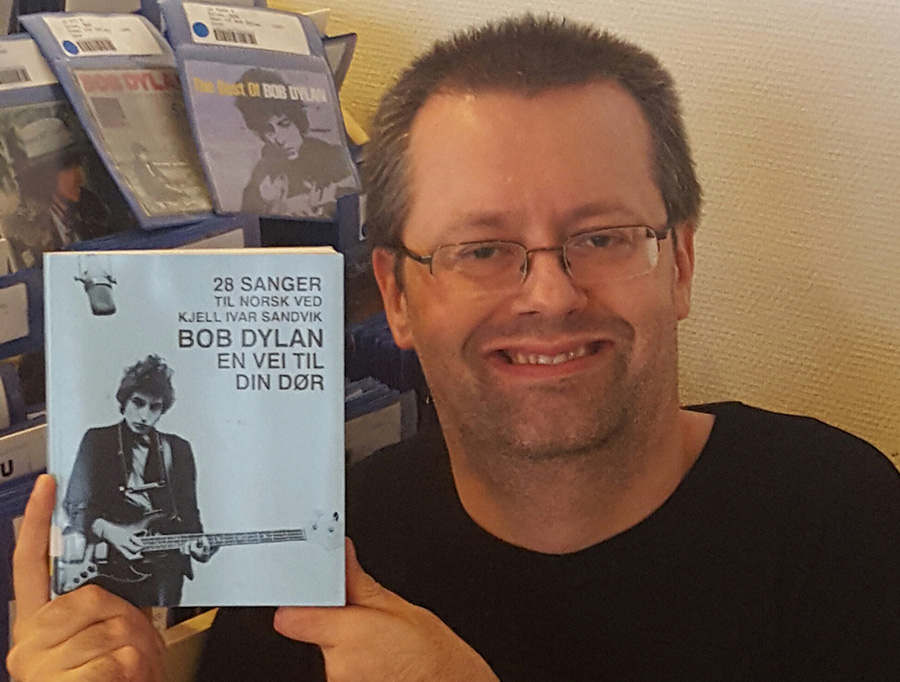 BOB DYLAN
The Best Of BOB DYLAN
28 SANGER
TIL NORSK VED
KJELL IVAR SANDVIK
BOB DYLAN
EN VEI TIL
DIN DØR
U